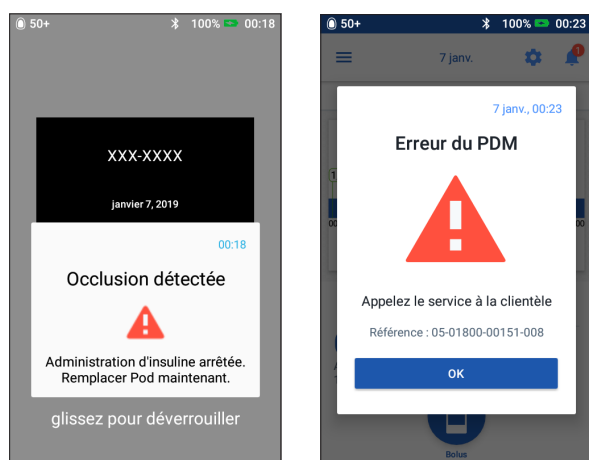 50+
100%
00:18
XXX-XXXX
janvier 7, 2019
00:18
Occlusion détectée
Administration d'insuline arrêtée.
Remplacer Pod maintenant.
glissez pour déverrouiller
50+
100%
00:23
7 janv.
1
7 janv., 00:23
Erreur du PDM
Appelez le service à la clientèle
Référence : 05-01800-00151-008
OK
Bolus